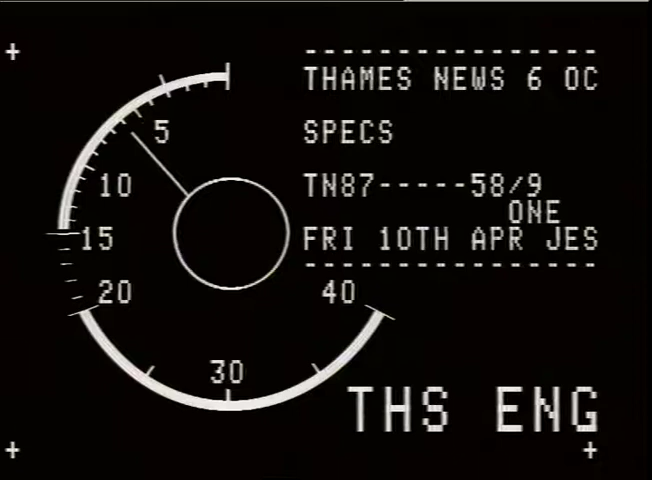 ---------------
THAMES NEWS 6 OC
SPECS
TN87-----58/9
ONE
FRI 10TH APR JES
---------------
5
10
15
20
40
30
THS ENG